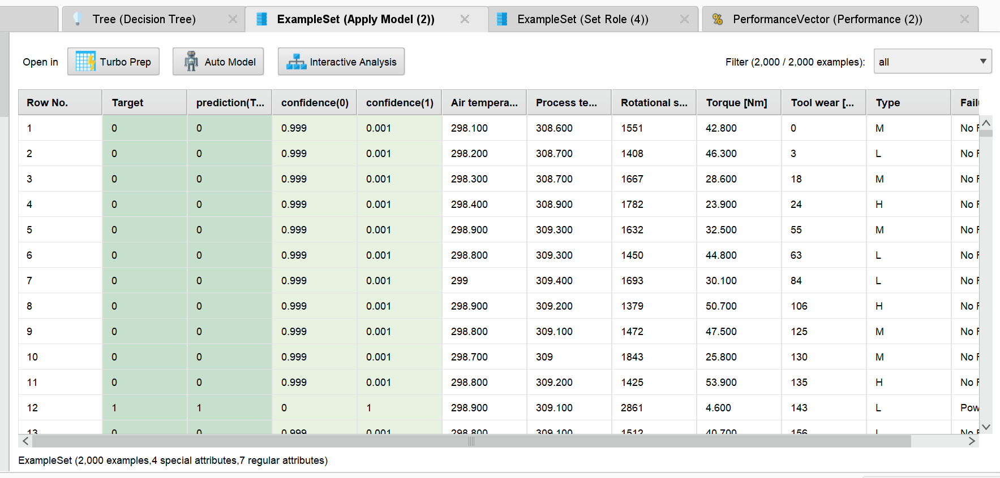 Tree (Decision Tree) ExampleSet (Apply Model (2)) ExampleSet (Set Role (4)) PerformanceVector (Performance (2))
Open in Turbo Prep Auto Model Interactive Analysis Filter (2,000 / 2,000 examples): all
Row No. Target prediction(T... confidence(0) confidence(1) Air tempera... Process te... Rotational s... Torque [Nm] Tool wear [... Type Fail
1 0 0 0.999 0.001 298.100 308.600 1551 42.800 0 M No F
2 0 0 0.999 0.001 298.200 308.700 1408 46.300 3 L No F
3 0 0 0.999 0.001 298.300 308.700 1667 28.600 18 M No F
4 0 0 0.999 0.001 298.400 308.900 1782 23.900 24 H No F
5 0 0 0.999 0.001 298.900 309.300 1632 32.500 55 M No F
6 0 0 0.999 0.001 298.800 309.300 1450 44.800 63 L No F
7 0 0 0.999 0.001 299 309.400 1693 30.100 84 L No F
8 0 0 0.999 0.001 298.900 309.200 1379 50.700 106 H No F
9 0 0 0.999 0.001 298.800 309.100 1472 47.500 125 M No F
10 0 0 0.999 0.001 298.700 309 1843 25.800 130 M No F
11 0 0 0.999 0.001 298.800 309.200 1425 53.900 135 H No F
12 1 1 0 1 298.900 309.100 2861 4.600 143 L Pow
13 0 0 0.999 0.001 298.800 309.100 1512 40.700 156 L No F
ExampleSet (2,000 examples,4 special attributes,7 regular attributes)